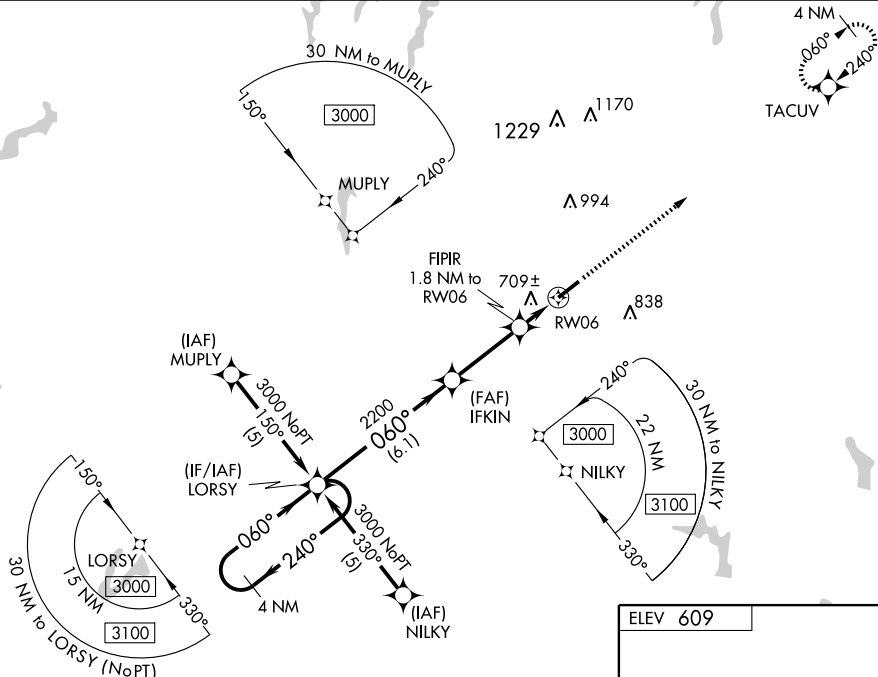 4 NM
060°
240°
TACUV
30 NM to MUPLY
150°
3000
240°
MUPLY
1229
1170
994
FIPIR
1.8 NM to
RW06
709±
RW06
838
(IAF)
MUPLY
3000 NoPT
150°
(5)
2200
060°
(6.1)
(FAF)
IFKIN
(IF/IAF)
LORSY
060°
240°
4 NM
3000 NoPT
330°
(5)
(IAF)
NILKY
240°
30 NM to NILKY
22 NM
3000
NILKY
3100
330°
150°
LORSY
3000
15 NM
330°
3100
30 NM to LORSY (NoPT)
ELEV 609